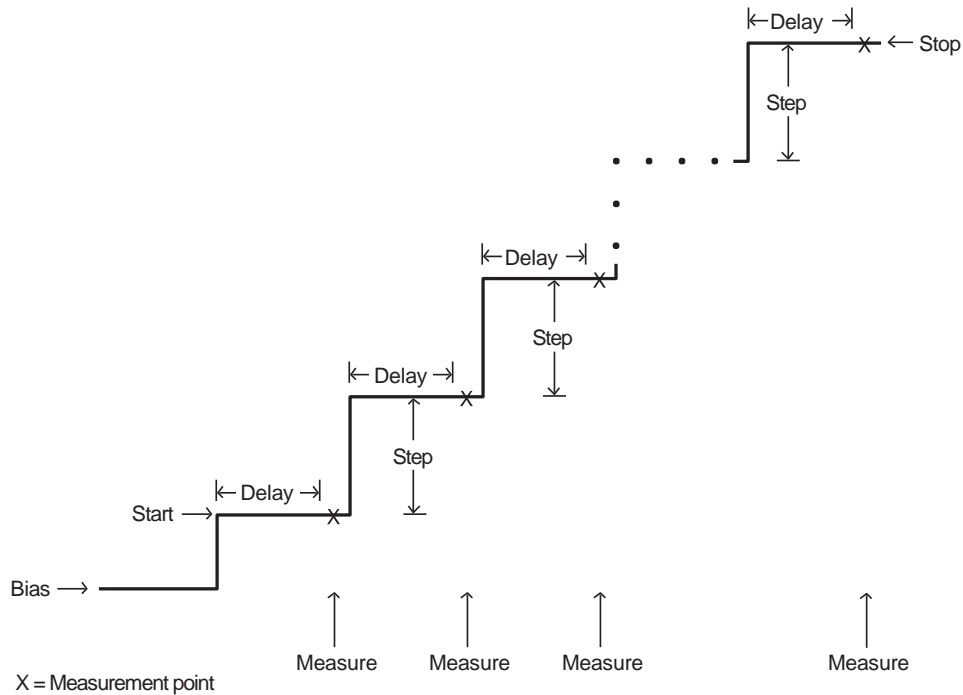 Delay
Stop
Step
Delay
Step
Delay
Step
Delay
Start
Bias
Measure Measure Measure Measure
X = Measurement point
X
X
X
X